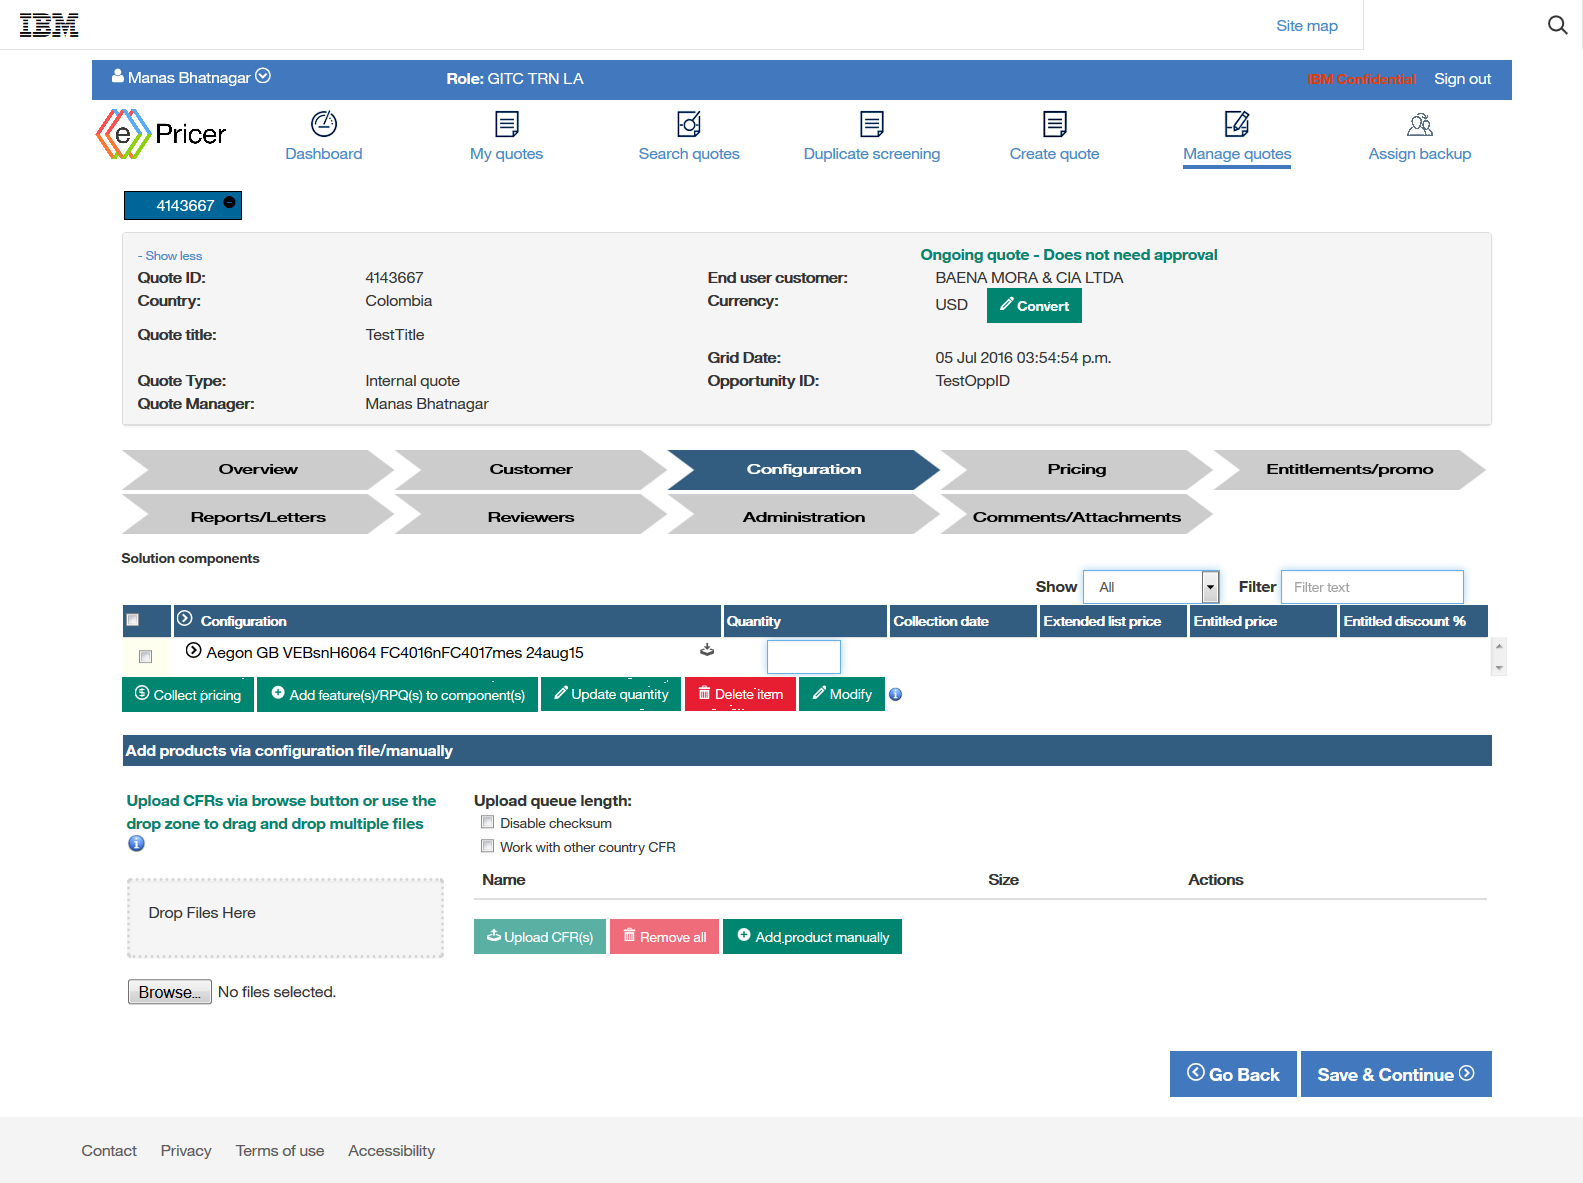 IBM
Site map
Manas Bhatnagar
Role: GITC TRN LA
IBM Confidential
Sign out
e Pricer
Dashboard
My quotes
Search quotes
Duplicate screening
Create quote
Manage quotes
Assign backup
4143667
- Show less
Ongoing quote - Does not need approval
Quote ID: 4143667
End user customer: BAENA MORA & CIA LTDA
Country: Colombia
Currency: USD
Convert
Quote title: TestTitle
Grid Date: 05 Jul 2016 03:54:54 p.m.
Quote Type: Internal quote
Opportunity ID: TestOppID
Quote Manager: Manas Bhatnagar
Overview
Customer
Configuration
Pricing
Entitlements/promo
Reports/Letters
Reviewers
Administration
Comments/Attachments
Solution components
Show All
Filter Filter text
Configuration
Quantity
Collection date
Extended list price
Entitled price
Entitled discount %
Aegon GB VEBsnH6064 FC4016nFC4017mes 24aug15
Collect pricing
Add feature(s)/RPQ(s) to component(s)
Update quantity
Delete item
Modify
Add products via configuration file/manually
Upload CFRs via browse button or use the
drop zone to drag and drop multiple files
Upload queue length:
Disable checksum
Work with other country CFR
Name
Size
Actions
Drop Files Here
Upload CFR(s)
Remove all
Add product manually
Browse... No files selected.
Go Back
Save & Continue
Contact
Privacy
Terms of use
Accessibility